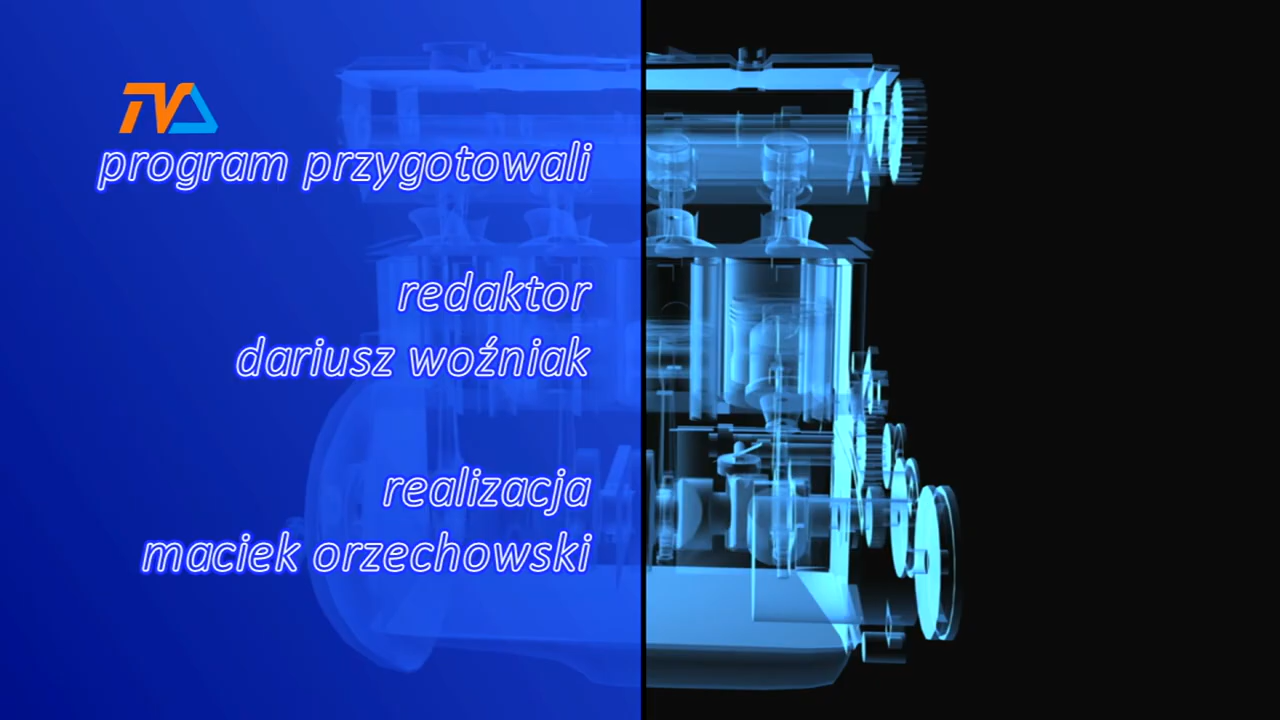 TVA
program przygotowali
redaktor
dariusz woźniak
realizacja
maciek orzechowski